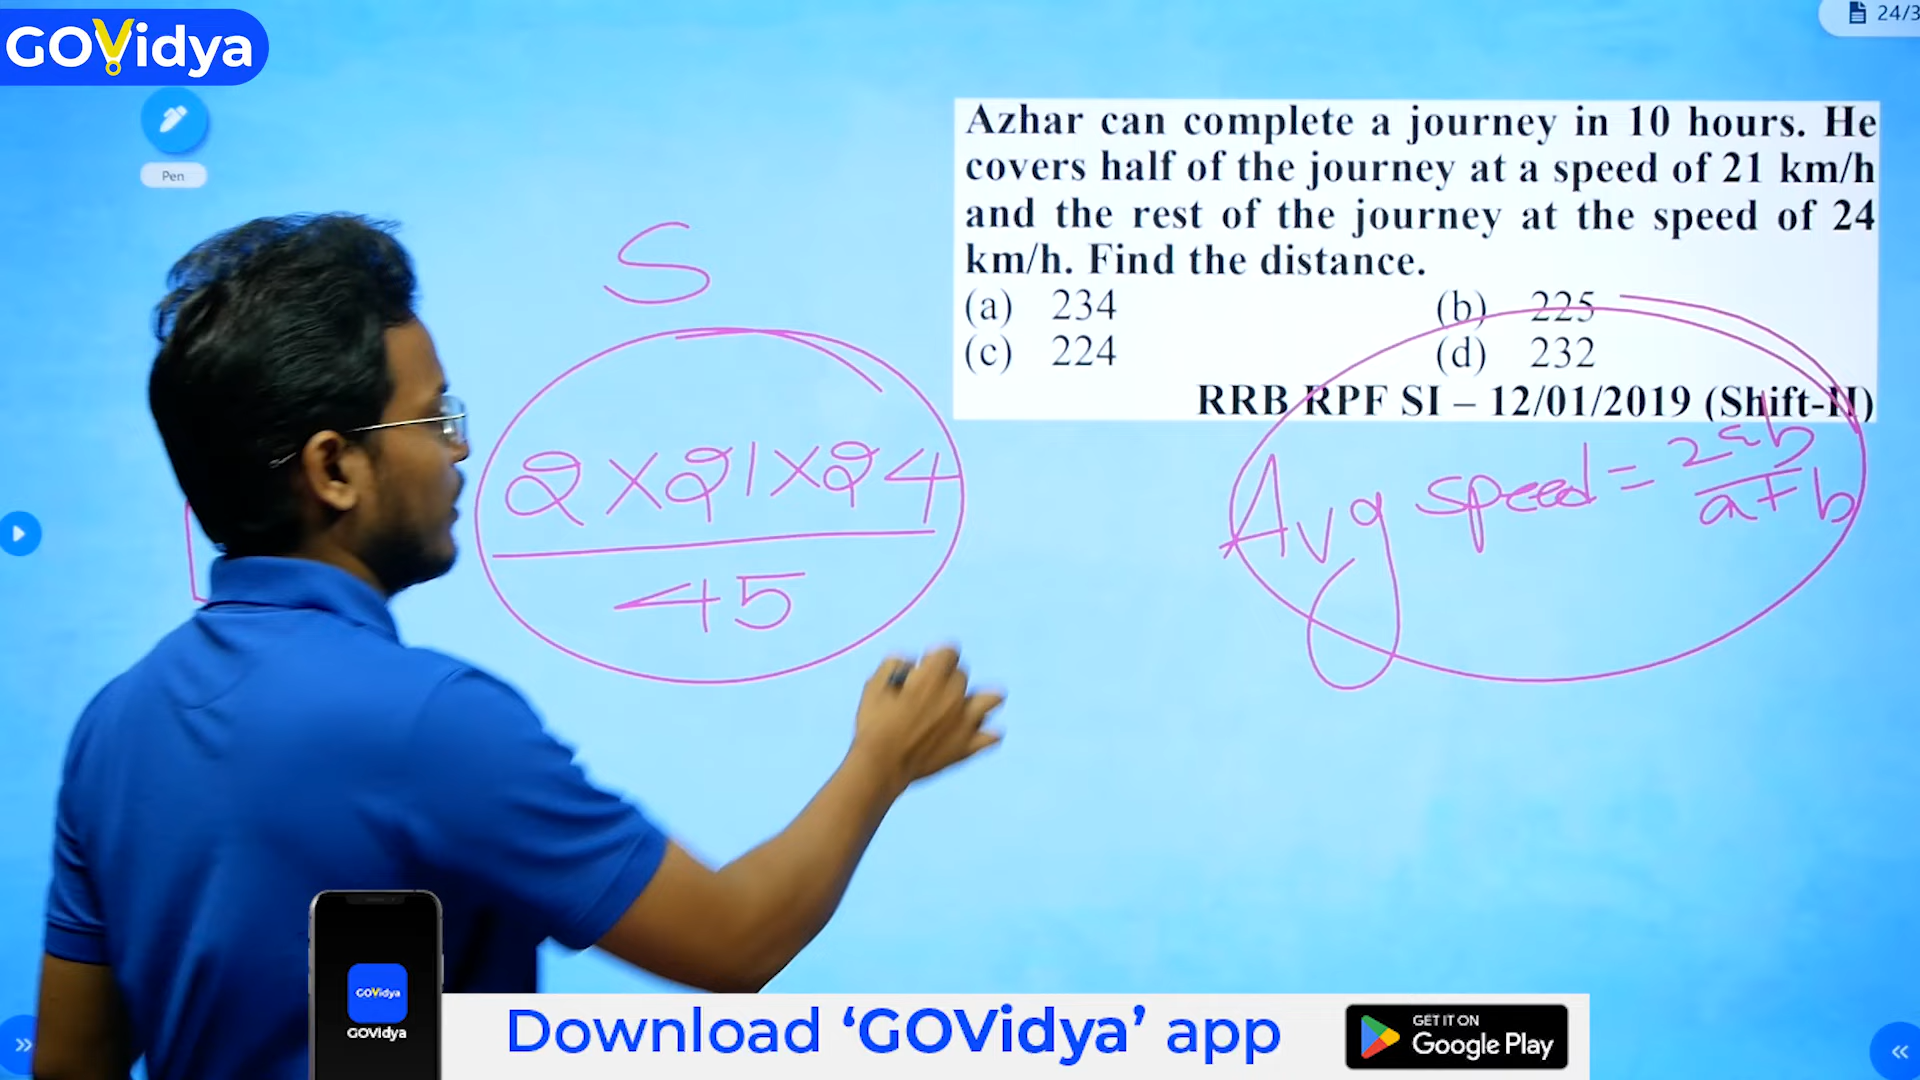 GOVidya
24/3
Pen
Azhar can complete a journey in 10 hours. He
covers half of the journey at a speed of 21 km/h
and the rest of the journey at the speed of 24
km/h. Find the distance.
(a) 234 (b) 225
(c) 224 (d) 232
RRB RPF SI – 12/01/2019 (Shift-II)
S
2×21×24
45
Avg speed = 2ab
a+b
GOVidya
GOVidya
Download ‘GOVidya’ app
GET IT ON
Google Play